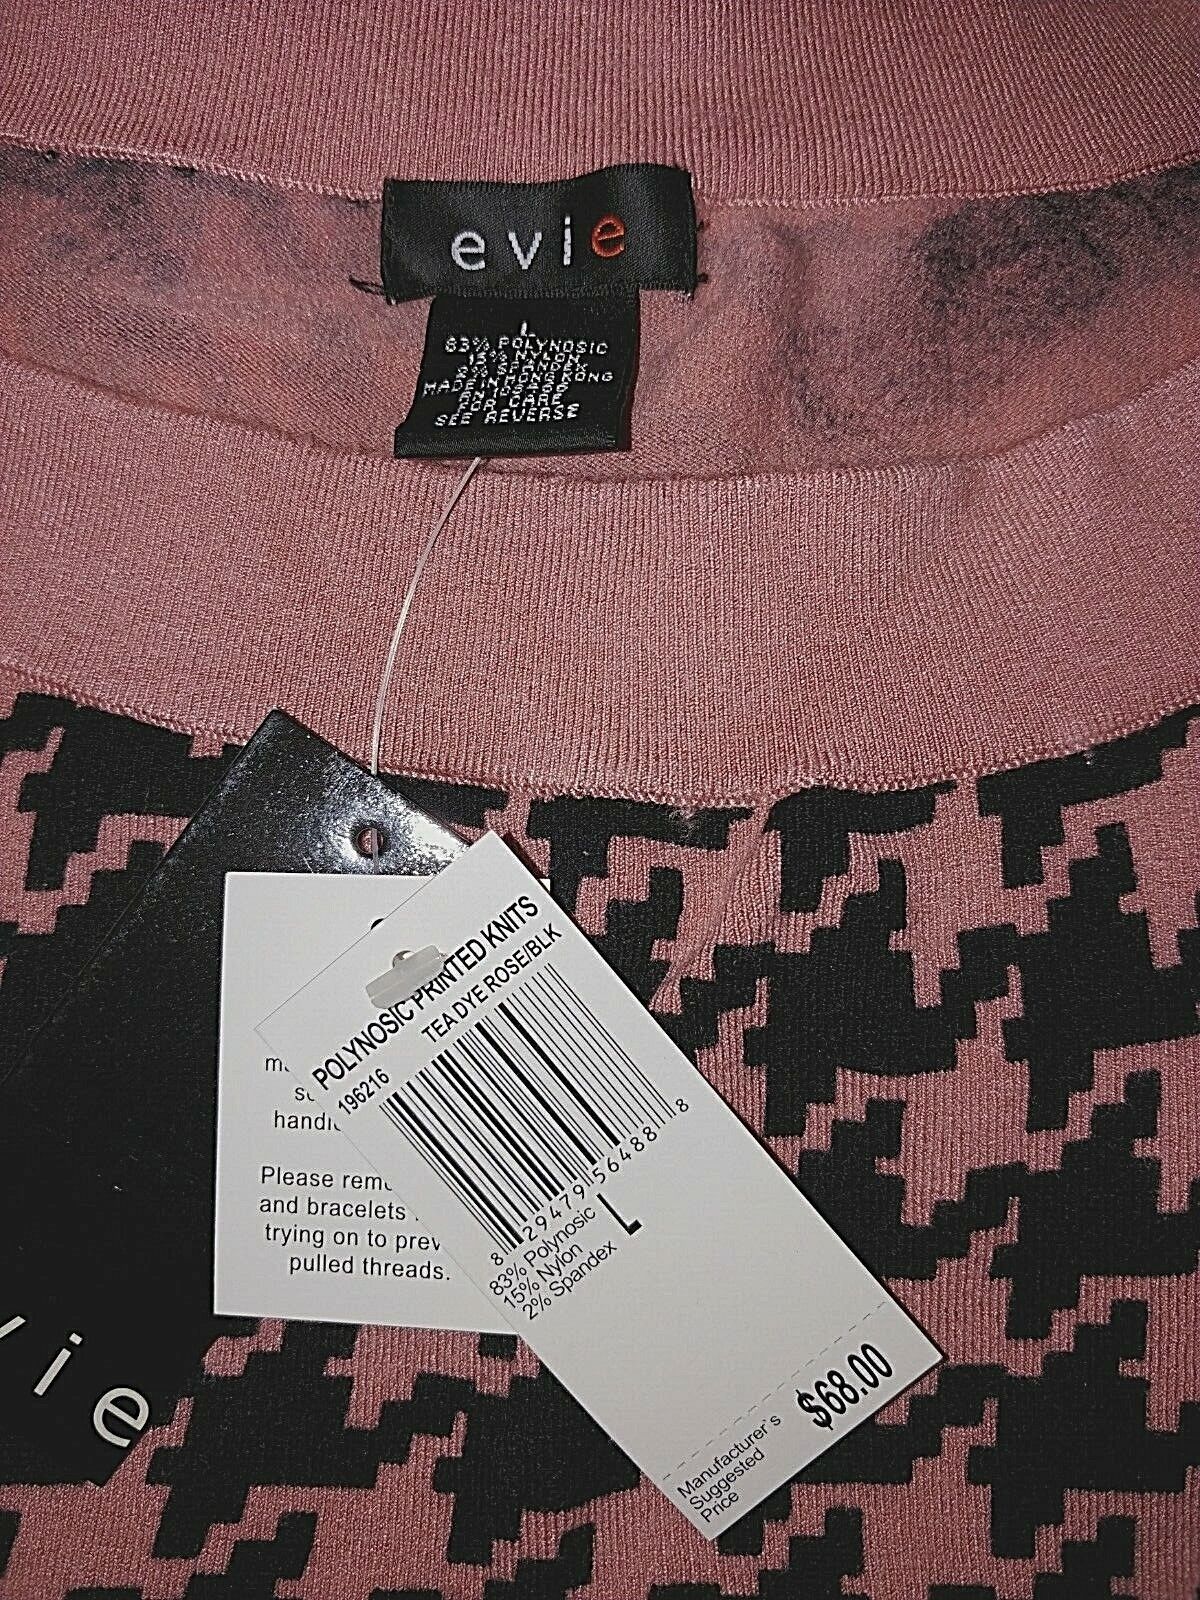 evie
L
83% POLYNOSIC
15% NYLON
2% SPANDEX
MADE IN HONG KONG
FOR CARE
SEE REVERSE
POLYNOSIC PRINTED KNITS
TEA DYE ROSE/BLK
196216
8 29479 56488 8
83% Polynosic
15% Nylon
2% Spandex
L
Manufacturer's
Suggested
Price
$68.00
Please
and bracelets
trying on to
pulled threads.
vie